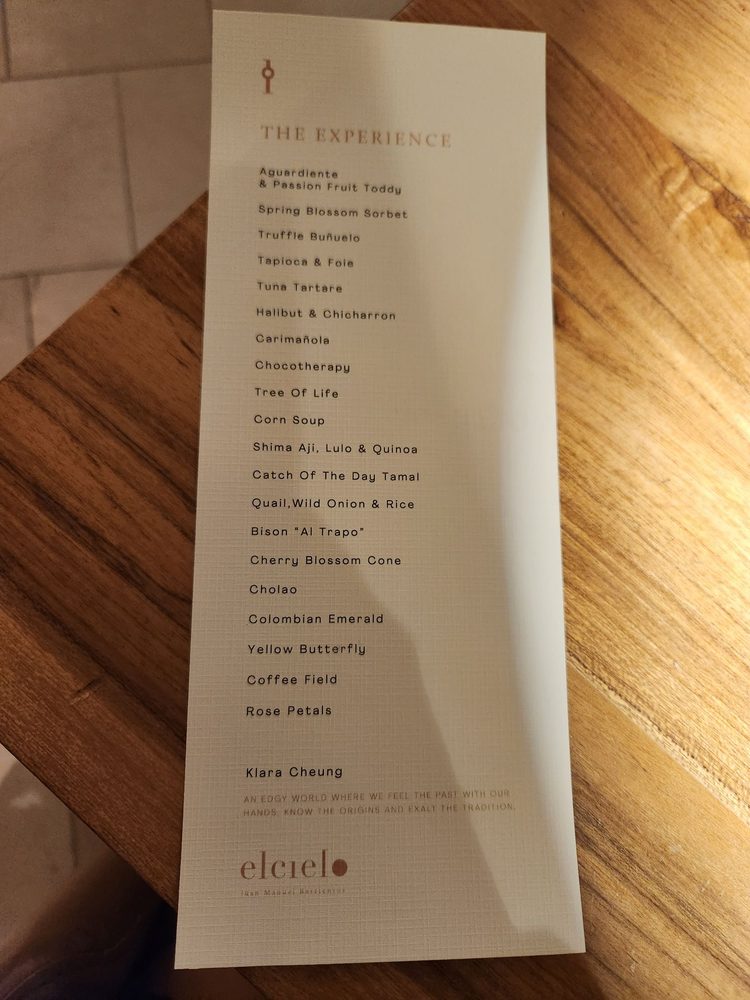 THE EXPERIENCE
Aguardiente
& Passion Fruit Toddy
Spring Blossom Sorbet
Truffle Buñuelo
Tapioca & Foie
Tuna Tartare
Halibut & Chicharron
Carimañola
Chocotherapy
Tree Of Life
Corn Soup
Shima Aji, Lulo & Quinoa
Catch Of The Day Tamal
Quail,Wild Onion & Rice
Bison "Al Trapo"
Cherry Blossom Cone
Cholao
Colombian Emerald
Yellow Butterfly
Coffee Field
Rose Petals
Klara Cheung
AN EDGY WORLD WHERE WE FEEL THE PAST WITH OUR
HANDS, KNOW THE ORIGINS AND EXALT THE TRADITION.
elcielo
Juan Manuel Barrientos